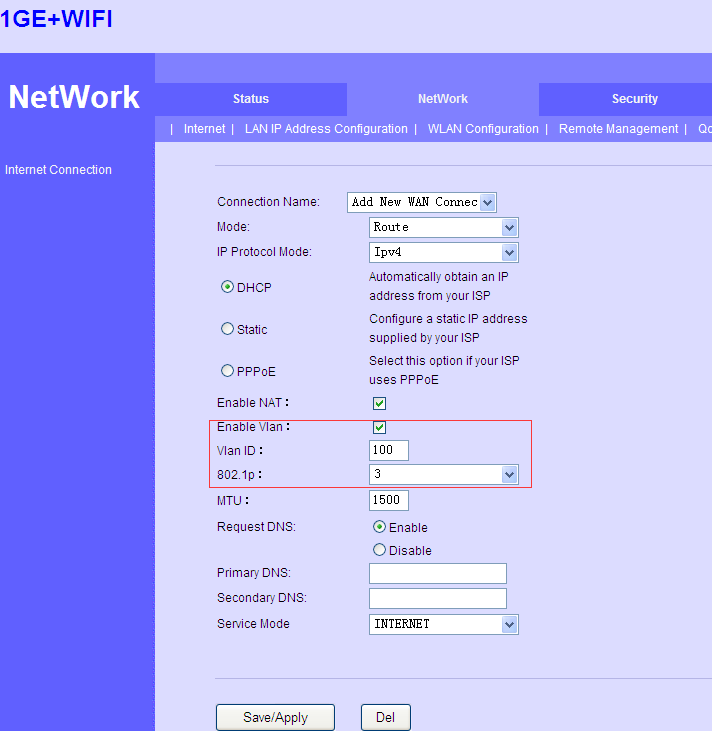 1GE+WIFI
NetWork
Status NetWork Security
| Internet | LAN IP Address Configuration | WLAN Configuration | Remote Management |
Internet Connection
Connection Name: Add New WAN Connec
Mode: Route
IP Protocol Mode: Ipv4
DHCP Automatically obtain an IP
address from your ISP
Static Configure a static IP address
supplied by your ISP
PPPoE Select this option if your ISP
uses PPPoE
Enable NAT：
Enable Vlan：
Vlan ID： 100
802.1p： 3
MTU： 1500
Request DNS: Enable
Disable
Primary DNS:
Secondary DNS:
Service Mode INTERNET
Save/Apply Del